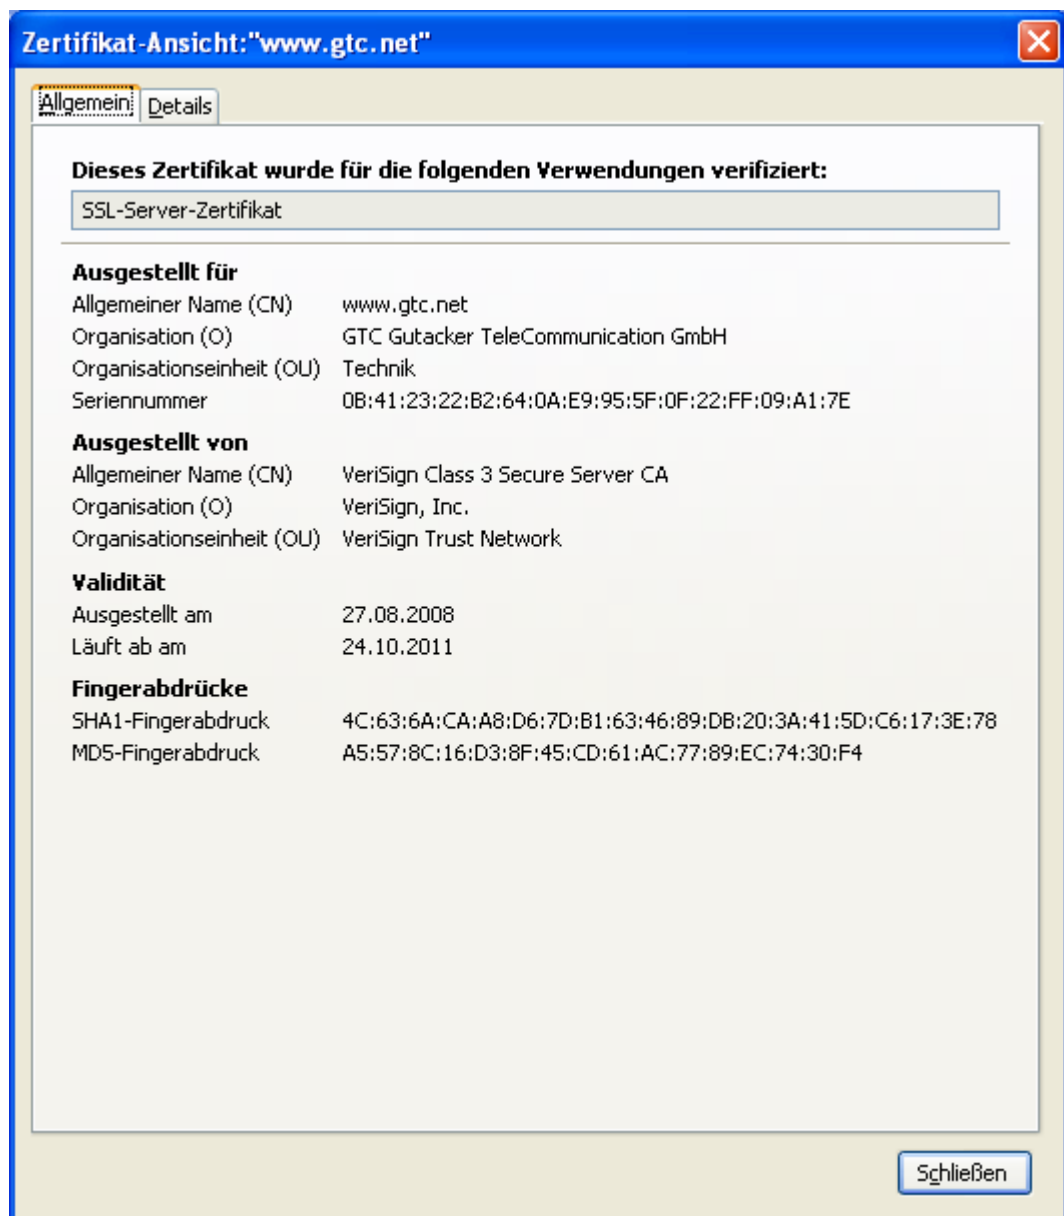 Zertifikat-Ansicht:"www.gtc.net"
Allgemein Details
Dieses Zertifikat wurde für die folgenden Verwendungen verifiziert:
SSL-Server-Zertifikat
Ausgestellt für
Allgemeiner Name (CN) www.gtc.net
Organisation (O) GTC Gutacker TeleCommunication GmbH
Organisationseinheit (OU) Technik
Seriennummer 0B:41:23:22:B2:64:0A:E9:95:5F:0F:22:FF:09:A1:7E
Ausgestellt von
Allgemeiner Name (CN) VeriSign Class 3 Secure Server CA
Organisation (O) VeriSign, Inc.
Organisationseinheit (OU) VeriSign Trust Network
Validität
Ausgestellt am 27.08.2008
Läuft ab am 24.10.2011
Fingerabdrücke
SHA1-Fingerabdruck 4C:63:6A:CA:A8:D6:7D:B1:63:46:89:DB:20:3A:41:5D:C6:17:3E:78
MD5-Fingerabdruck A5:57:8C:16:D3:8F:45:CD:61:AC:77:89:EC:74:30:F4
Schließen